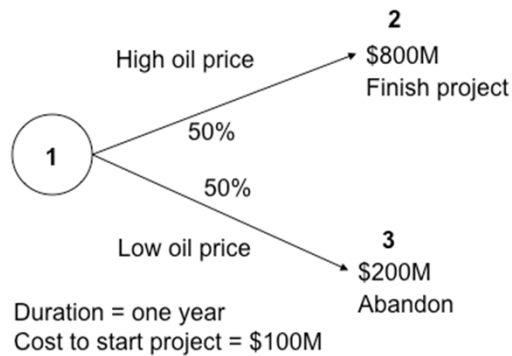 2
High oil price
$800M
Finish project
50%
1
50%
3
Low oil price
$200M
Abandon
Duration = one year
Cost to start project = $100M